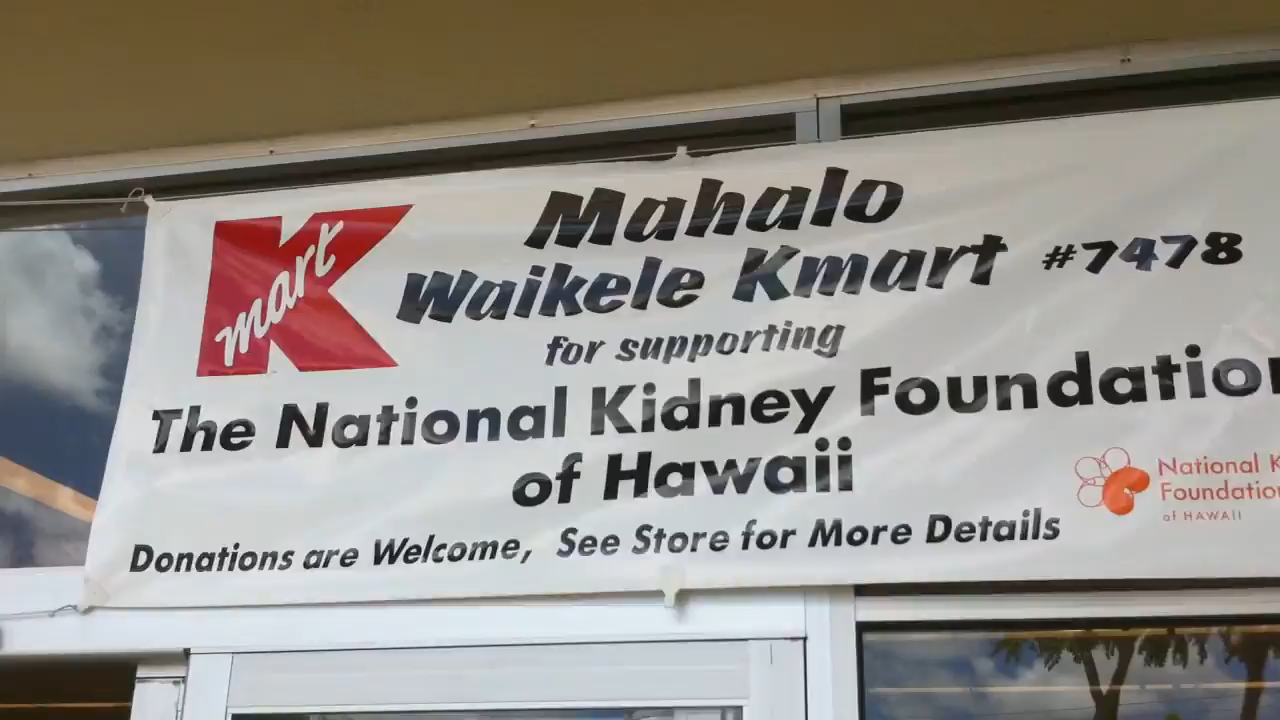 mart
Mahalo
Waikele Kmart #7478
for supporting
The National Kidney Foundation
of Hawaii
National K
Foundation
of HAWAII
Donations are Welcome, See Store for More Details